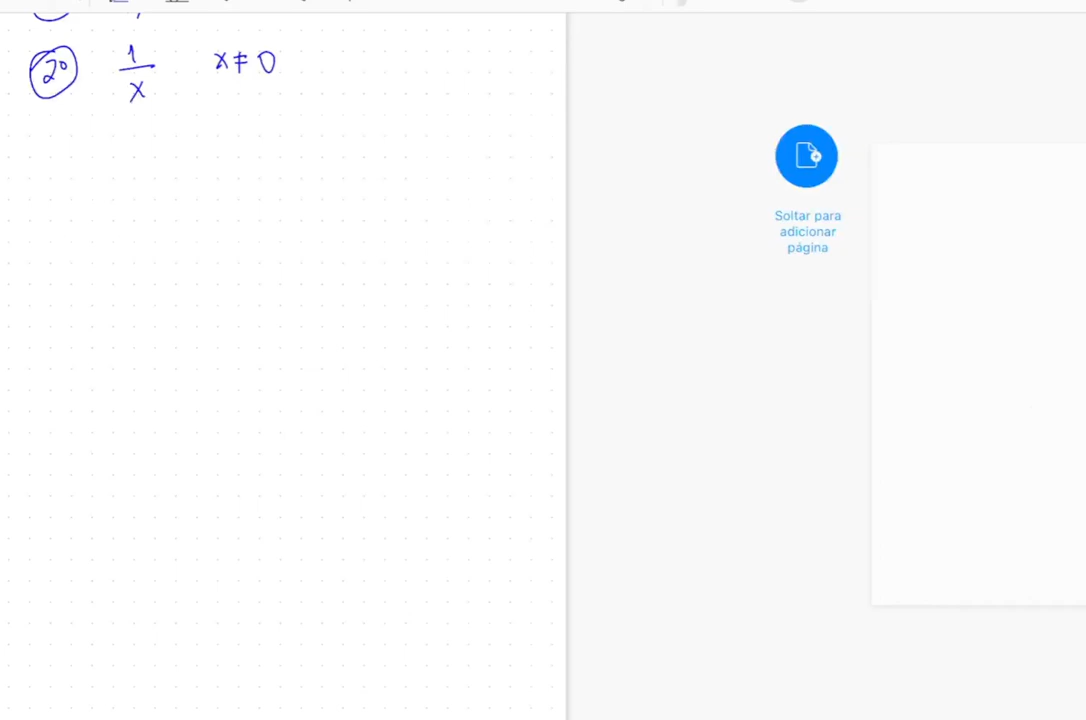 2º 1/x x ≠ 0
Soltar para
adicionar
página